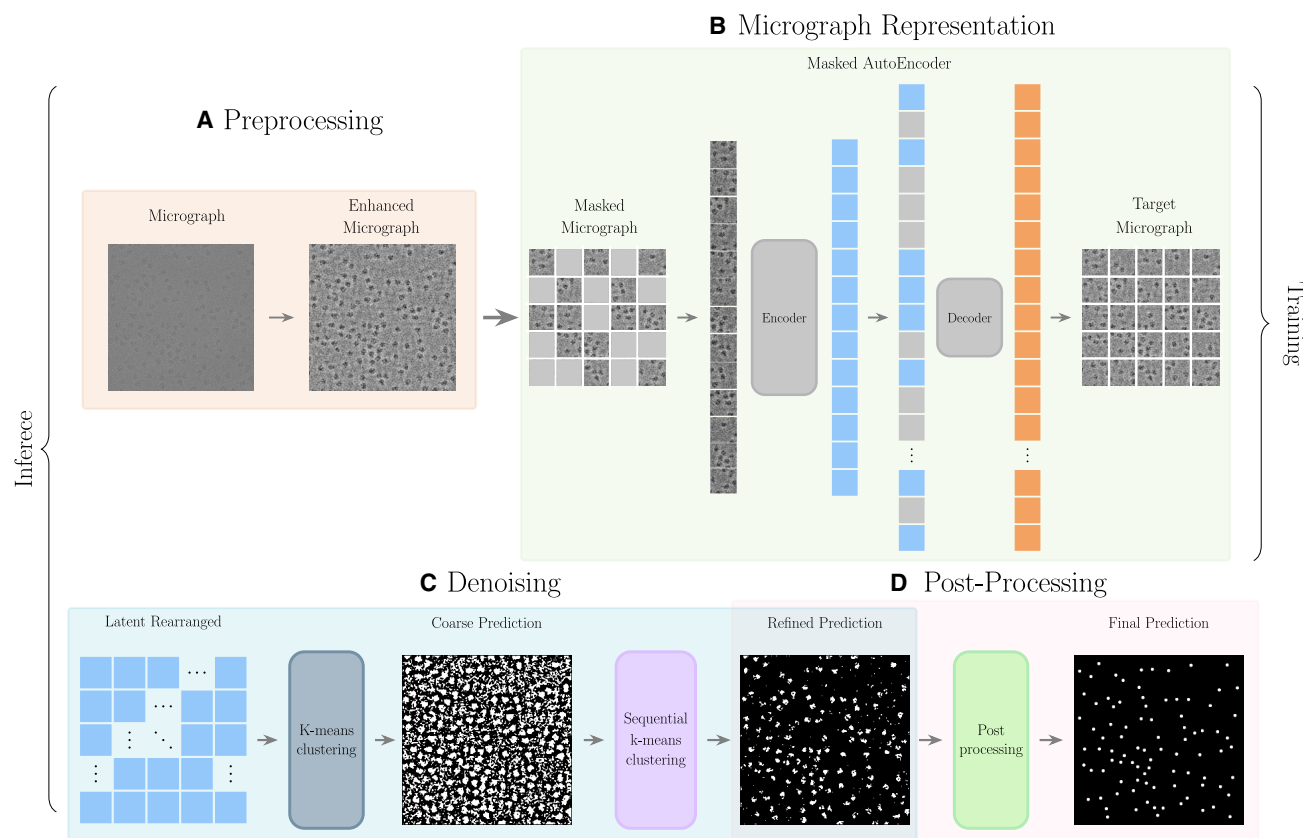 B Micrograph Representation
Masked AutoEncoder
A Preprocessing
Micrograph
Enhanced
Micrograph
Masked
Micrograph
Encoder
Decoder
Target
Micrograph
Training
Inferece
C Denoising
D Post-Processing
Latent Rearranged
Coarse Prediction
Refined Prediction
Final Prediction
K-means
clustering
Sequential
k-means
clustering
Post
processing